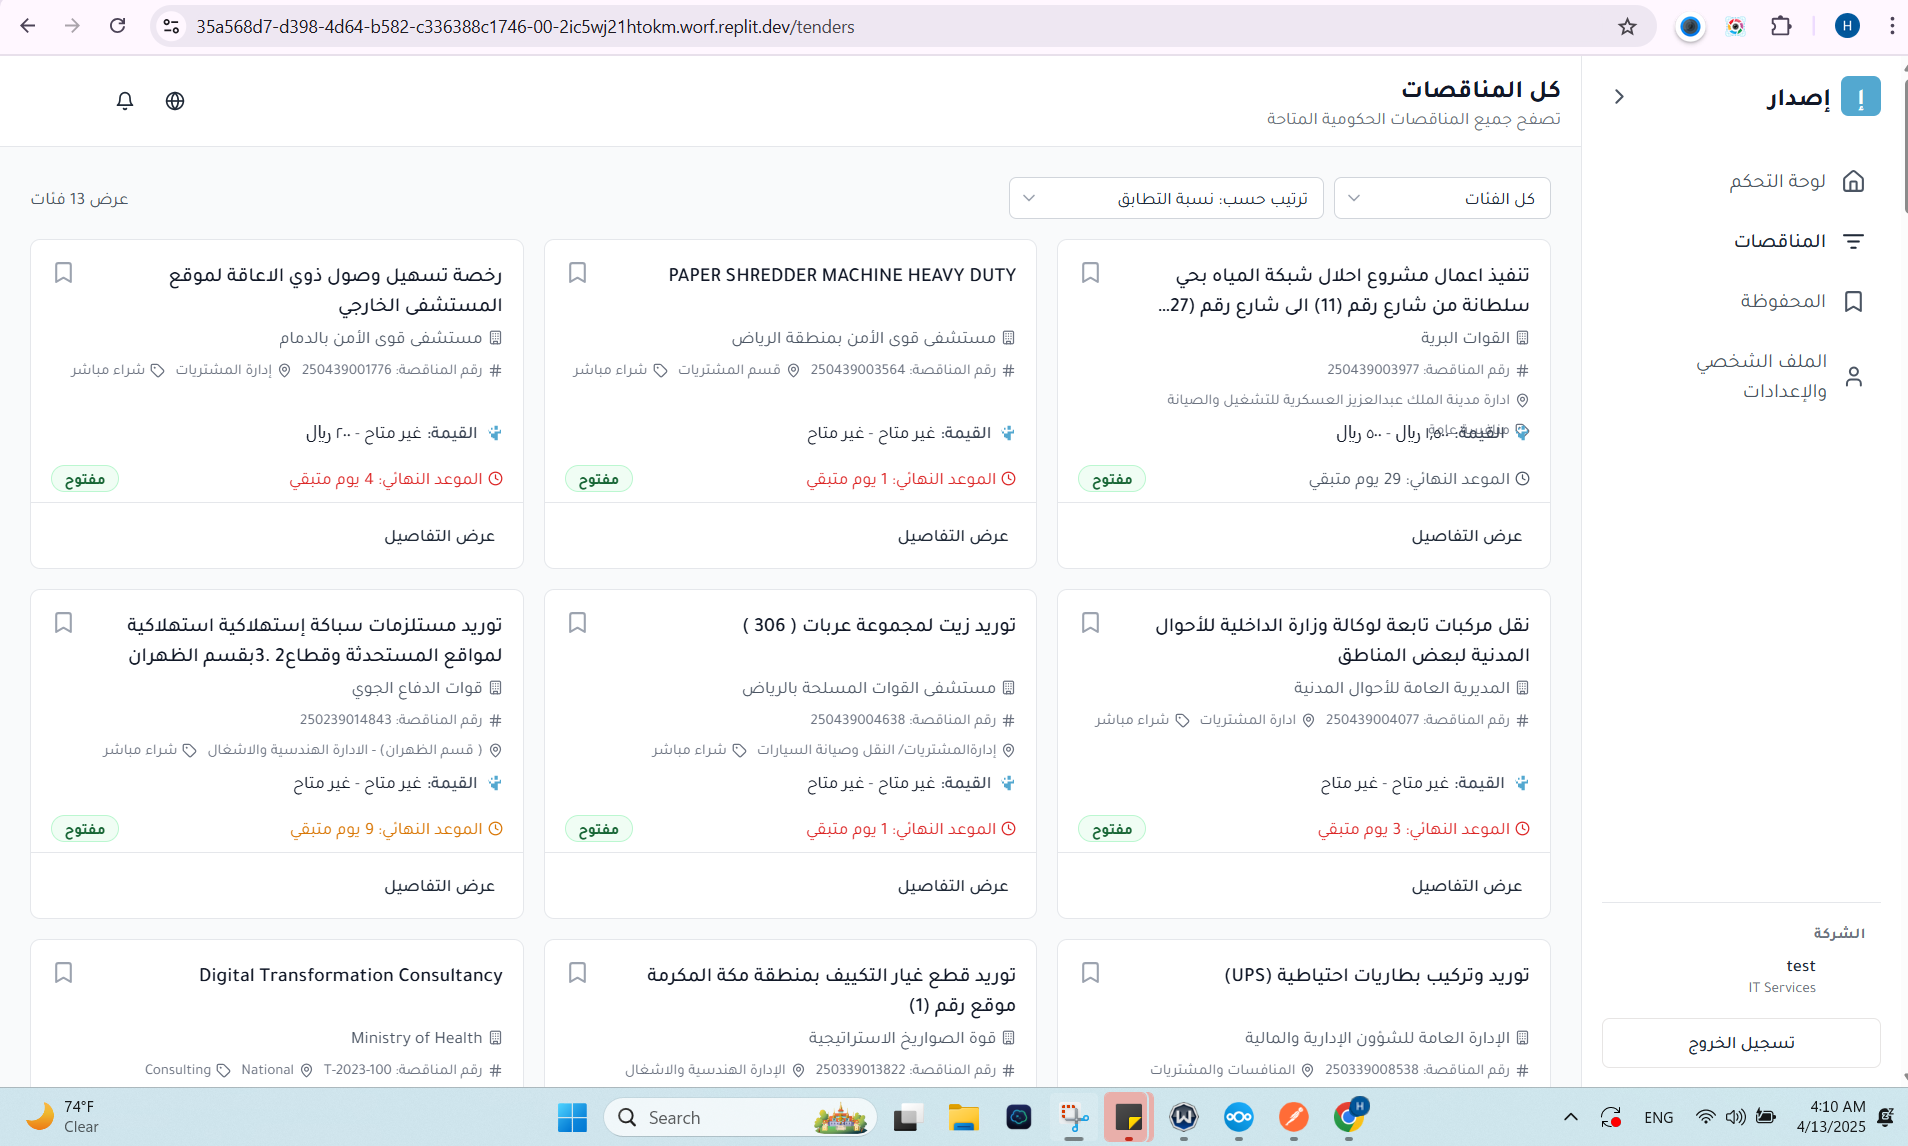 35a568d7-d398-4d64-b582-c336388c1746-00-2ic5wj21htokm.worf.replit.dev/tenders
H
إ
إصدار
لوحة التحكم
المناقصات
المحفوظة
الملف الشخصي
والإعدادات
الشركة
test
IT Services
تسجيل الخروج
كل المناقصات
تصفح جميع المناقصات الحكومية المتاحة
كل الفئات
ترتيب حسب: نسبة التطابق
عرض 13 فئات
تنفيذ اعمال مشروع احلال شبكة المياه بحي
سلطانة من شارع رقم (11) الى شارع رقم (27...
القوات البرية
رقم المناقصة: 250439003977
ادارة مدينة الملك عبدالعزيز العسكرية للتشغيل والصيانة
منافسة عامة
القيمة: ١٬٥٠٠ ريال - ٥٠٠ ريال
الموعد النهائي: 29 يوم متبقي
مفتوح
عرض التفاصيل
PAPER SHREDDER MACHINE HEAVY DUTY
مستشفى قوى الأمن بمنطقة الرياض
رقم المناقصة: 250439003564 قسم المشتريات شراء مباشر
القيمة: غير متاح - غير متاح
الموعد النهائي: 1 يوم متبقي
مفتوح
عرض التفاصيل
رخصة تسهيل وصول ذوي الاعاقة لموقع
المستشفى الخارجي
مستشفى قوى الأمن بالدمام
رقم المناقصة: 250439001776 إدارة المشتريات شراء مباشر
القيمة: غير متاح - ٢٠٠ ريال
الموعد النهائي: 4 يوم متبقي
مفتوح
عرض التفاصيل
نقل مركبات تابعة لوكالة وزارة الداخلية للأحوال
المدنية لبعض المناطق
المديرية العامة للأحوال المدنية
رقم المناقصة: 250439004077 ادارة المشتريات شراء مباشر
القيمة: غير متاح - غير متاح
الموعد النهائي: 3 يوم متبقي
مفتوح
عرض التفاصيل
توريد زيت لمجموعة عربات ( 306 )
مستشفى القوات المسلحة بالرياض
رقم المناقصة: 250439004638
إدارةالمشتريات/ النقل وصيانة السيارات شراء مباشر
القيمة: غير متاح - غير متاح
الموعد النهائي: 1 يوم متبقي
مفتوح
عرض التفاصيل
توريد مستلزمات سباكة إستهلاكية استهلاكية
لمواقع المستحدثة وقطاع2 .3بقسم الظهران
قوات الدفاع الجوي
رقم المناقصة: 250239014843
( قسم الظهران) - الادارة الهندسية والاشغال شراء مباشر
القيمة: غير متاح - غير متاح
الموعد النهائي: 9 يوم متبقي
مفتوح
عرض التفاصيل
توريد وتركيب بطاريات احتياطية (UPS)
الإدارة العامة للشؤون الإدارية والمالية
رقم المناقصة: 250339008538 المنافسات والمشتريات
توريد قطع غيار التكييف بمنطقة مكة المكرمة
موقع رقم (1)
قوة الصواريخ الاستراتيجية
رقم المناقصة: 250339013822 الإدارة الهندسية والاشغال
Digital Transformation Consultancy
Ministry of Health
رقم المناقصة: T-2023-100 National Consulting
74°F
Clear
Search
H
ENG
4:10 AM
4/13/2025